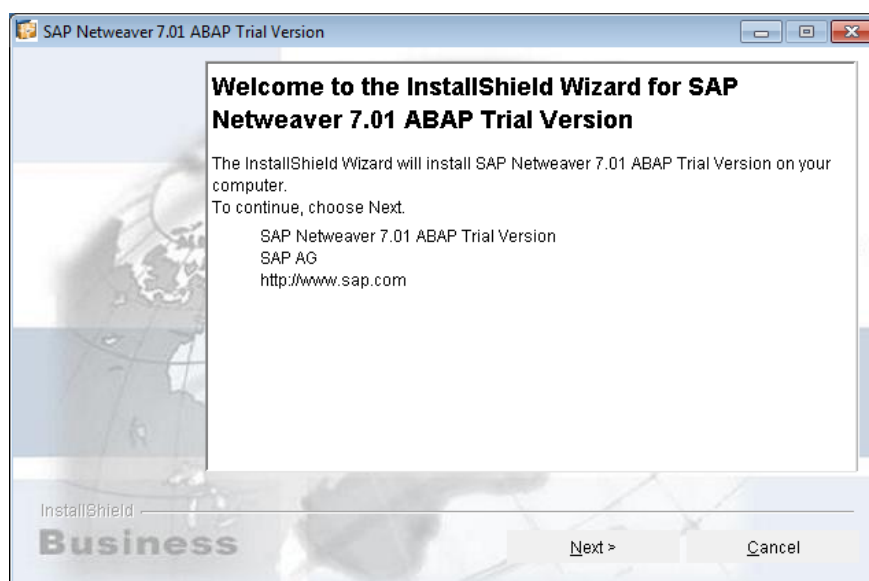 SAP Netweaver 7.01 ABAP Trial Version
Welcome to the InstallShield Wizard for SAP
Netweaver 7.01 ABAP Trial Version
The InstallShield Wizard will install SAP Netweaver 7.01 ABAP Trial Version on your
computer.
To continue, choose Next.
SAP Netweaver 7.01 ABAP Trial Version
SAP AG
http://www.sap.com
InstallShield
Business
Next >
Cancel